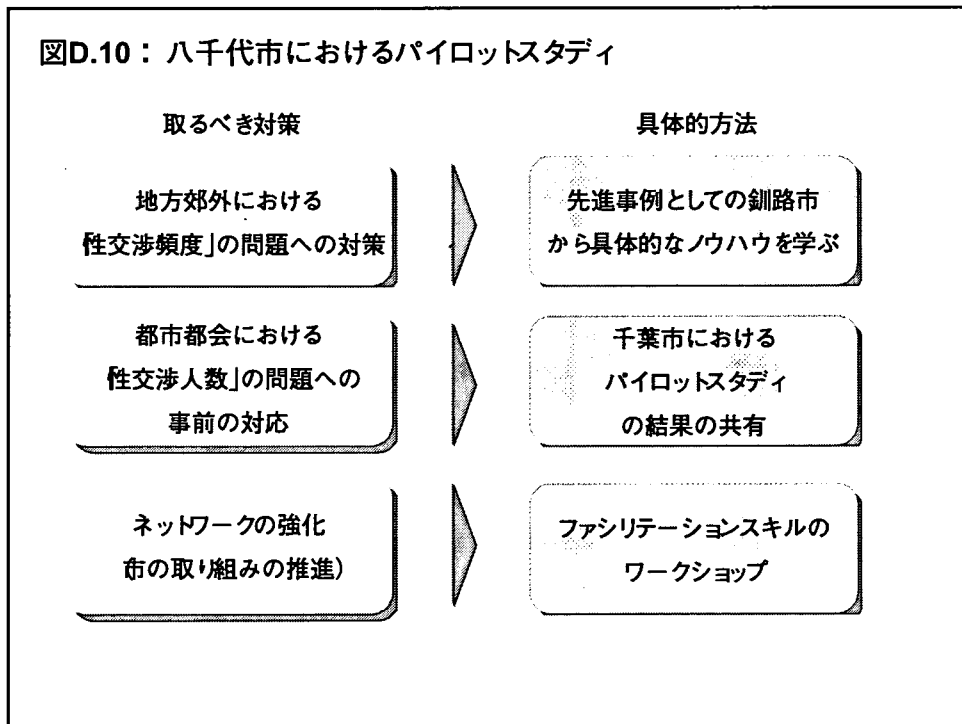 図D.10：八千代市におけるパイロットスタディ
取るべき対策
具体的方法
地方郊外における
「性交渉頻度」の問題への対策
先進事例としての釧路市
から具体的なノウハウを学ぶ
都市都会における
「性交渉人数」の問題への
事前の対応
千葉市における
パイロットスタディ
の結果の共有
ネットワークの強化
（市の取り組みの推進）
ファシリテーションスキルの
ワークショップ